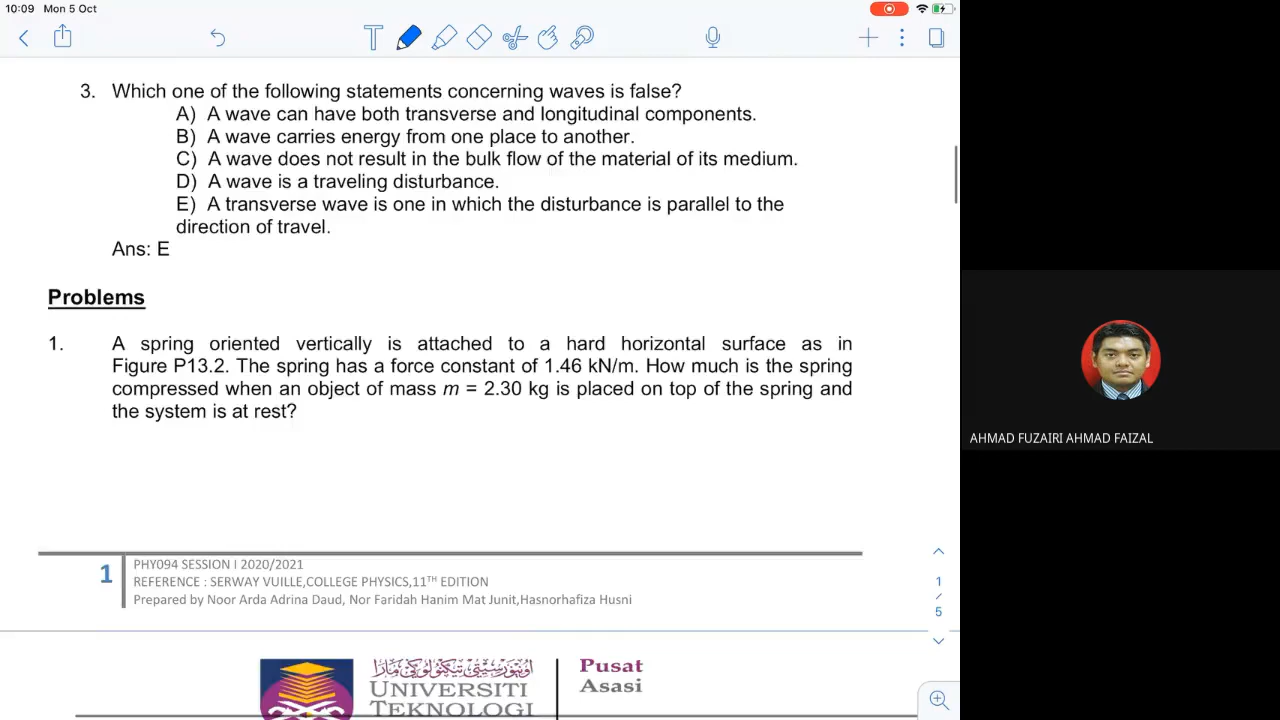 10:09 Mon 5 Oct
3. Which one of the following statements concerning waves is false?
A) A wave can have both transverse and longitudinal components.
B) A wave carries energy from one place to another.
C) A wave does not result in the bulk flow of the material of its medium.
D) A wave is a traveling disturbance.
E) A transverse wave is one in which the disturbance is parallel to the
direction of travel.
Ans: E
Problems
1. A spring oriented vertically is attached to a hard horizontal surface as in
Figure P13.2. The spring has a force constant of 1.46 kN/m. How much is the spring
compressed when an object of mass m = 2.30 kg is placed on top of the spring and
the system is at rest?
1
PHY094 SESSION I 2020/2021
REFERENCE : SERWAY VUILLE,COLLEGE PHYSICS,11TH EDITION
Prepared by Noor Arda Adrina Daud, Nor Faridah Hanim Mat Junit,Hasnorhafiza Husni
1
/
5
UNIVERSITI
TEKNOLOGI
Pusat
Asasi
AHMAD FUZAIRI AHMAD FAIZAL